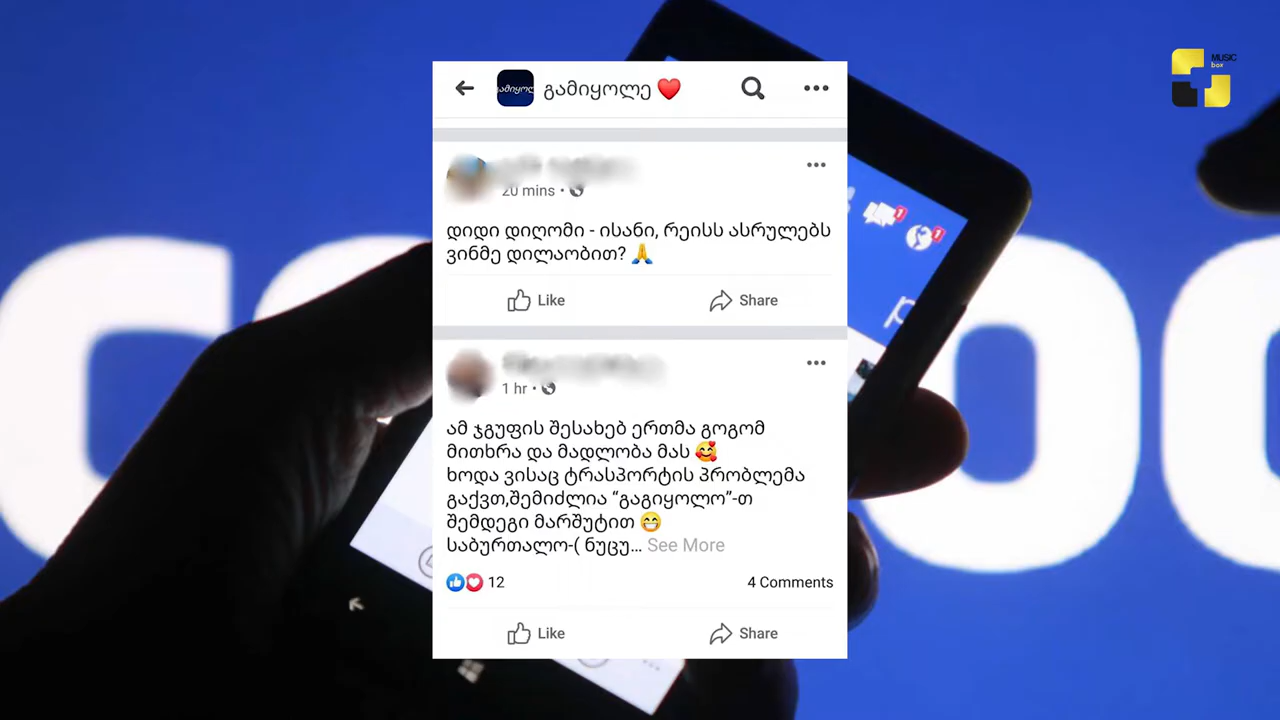 MUSIC
box
გამიყოლე ❤️
20 mins
დიდი დიღომი - ისანი, რეისს ასრულებს
ვინმე დილაობით? 🙏
Like
Share
1 hr
ამ ჯგუფის შესახებ ერთმა გოგომ
მითხრა და მადლობა მას 🥰
ხოდა ვისაც ტრასპორტის პრობლემა
გაქვთ,შემიძლია “გაგიყოლო”-თ
შემდეგი მარშუტით 😁
საბურთალო-( ნუცუ... See More
12
4 Comments
Like
Share